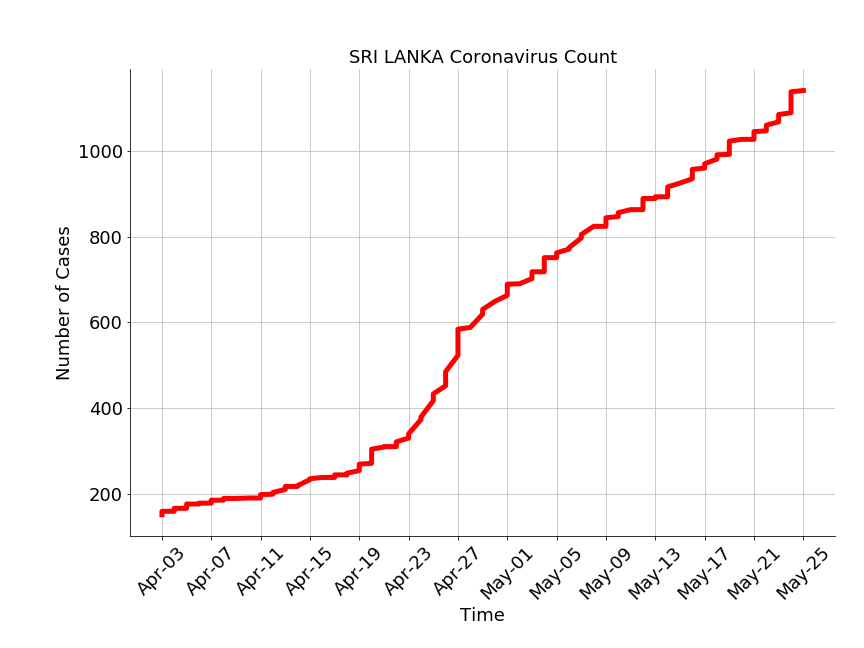 SRI LANKA Coronavirus Count
Number of Cases
1000
800
600
400
200
Apr-03
Apr-07
Apr-11
Apr-15
Apr-19
Apr-23
Apr-27
May-01
May-05
May-09
May-13
May-17
May-21
May-25
Time